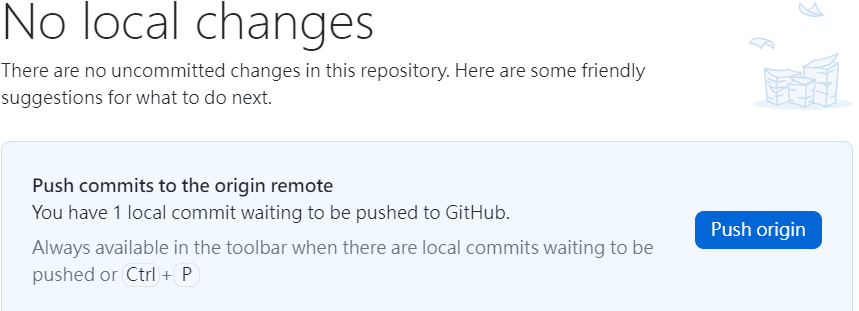 No local changes
There are no uncommitted changes in this repository. Here are some friendly
suggestions for what to do next.
Push commits to the origin remote
You have 1 local commit waiting to be pushed to GitHub.
Always available in the toolbar when there are local commits waiting to be
pushed or Ctrl + P
Push origin